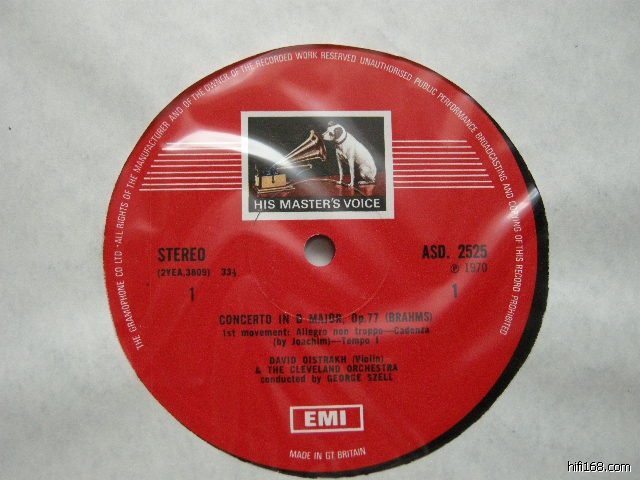 THE GRAMOPHONE CO LTD · ALL RIGHTS OF THE MANUFACTURER AND OF THE OWNER OF THE RECORDED WORK RESERVED UNAUTHORISED PUBLIC PERFORMANCE BROADCASTING AND COPYING OF THIS RECORD PROHIBITED
HIS MASTER'S VOICE
STEREO
ASD. 2525
(2YEA,3809) 33⅓
℗ 1970
1
1
CONCERTO IN D MAJOR, Op.77 (BRAHMS)
1st movement: Allegro non troppo—Cadenza
(by Joachim)—Tempo I
DAVID OISTRAKH (Violin)
& THE CLEVELAND ORCHESTRA
conducted by GEORGE SZELL
EMI
MADE IN GT BRITAIN
hifi168.com